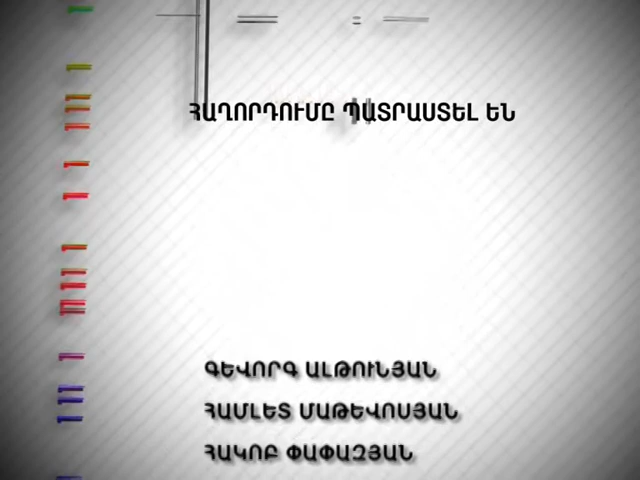 ՀԱՂՈՐԴՈՒՄԸ ՊԱՏՐԱՍՏԵԼ ԵՆ
ԳԵՎՈՐԳ ԱԼԹՈՒՆՅԱՆ
ՀԱՄԼԵՏ ՄԱԹԵՎՈՍՅԱՆ
ՀԱԿՈԲ ՓԱՓԱԶՅԱՆ